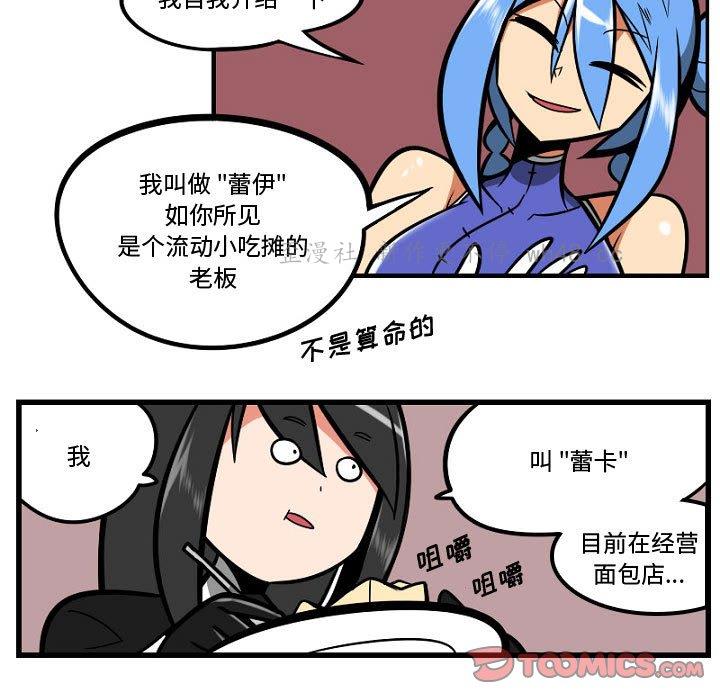 我自我介绍一下
我叫做 "蕾伊"
如你所见
是个流动小吃摊的
老板
不是算命的
我
叫 "蕾卡"
目前在经营
面包店...
咀嚼
咀嚼
TOOMICS.COM